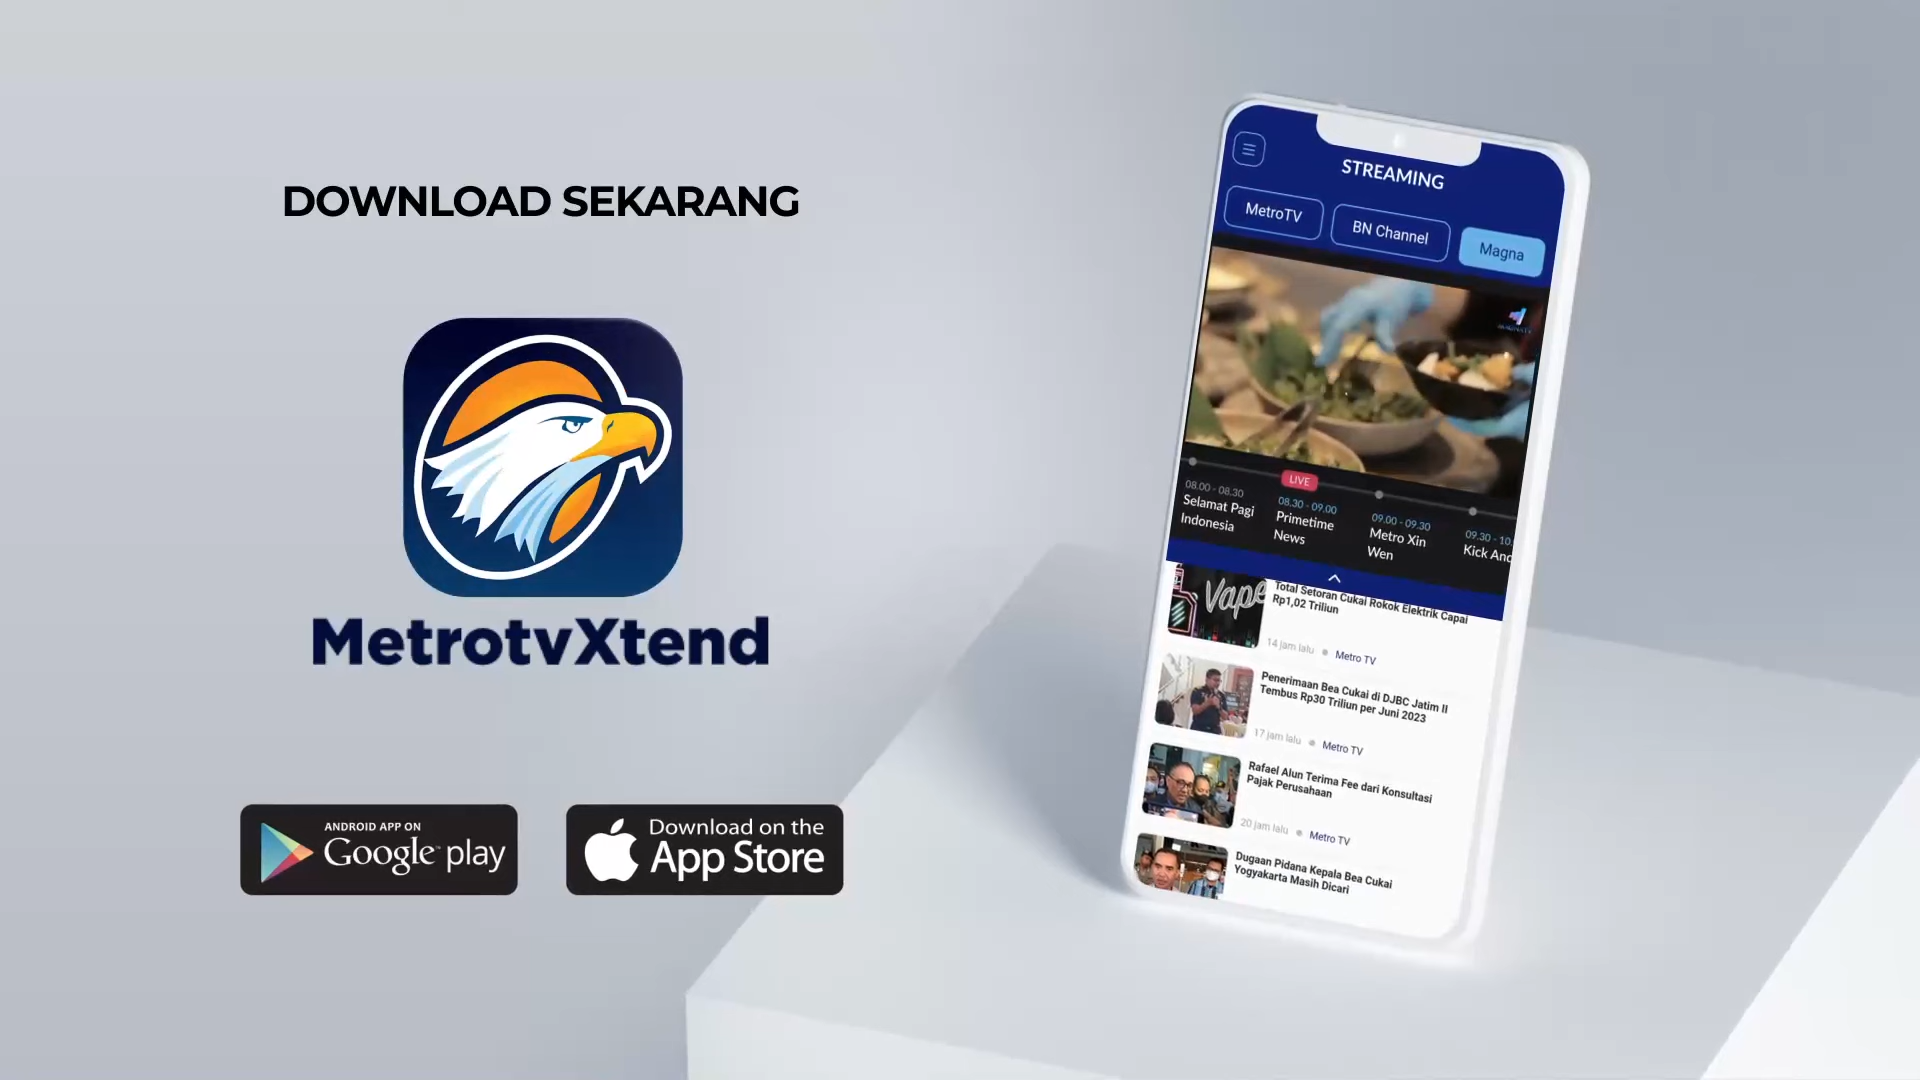 DOWNLOAD SEKARANG
MetrotvXtend
ANDROID APP ON
Google play
Download on the
App Store
STREAMING
MetroTV
BN Channel
Magna
LIVE
08.00 - 08.30
Selamat Pagi
Indonesia
08.30 - 09.00
Primetime
News
09.00 - 09.30
Metro Xin
Wen
09.30 - 10.
Kick And
Vape
Total Setoran Cukai Rokok Elektrik Capai
Rp1,02 Triliun
14 jam lalu
Metro TV
Penerimaan Bea Cukai di DJBC Jatim II
Tembus Rp30 Triliun per Juni 2023
17 jam lalu
Metro TV
Rafael Alun Terima Fee dari Konsultasi
Pajak Perusahaan
20 jam lalu
Metro TV
Dugaan Pidana Kepala Bea Cukai
Yogyakarta Masih Dicari